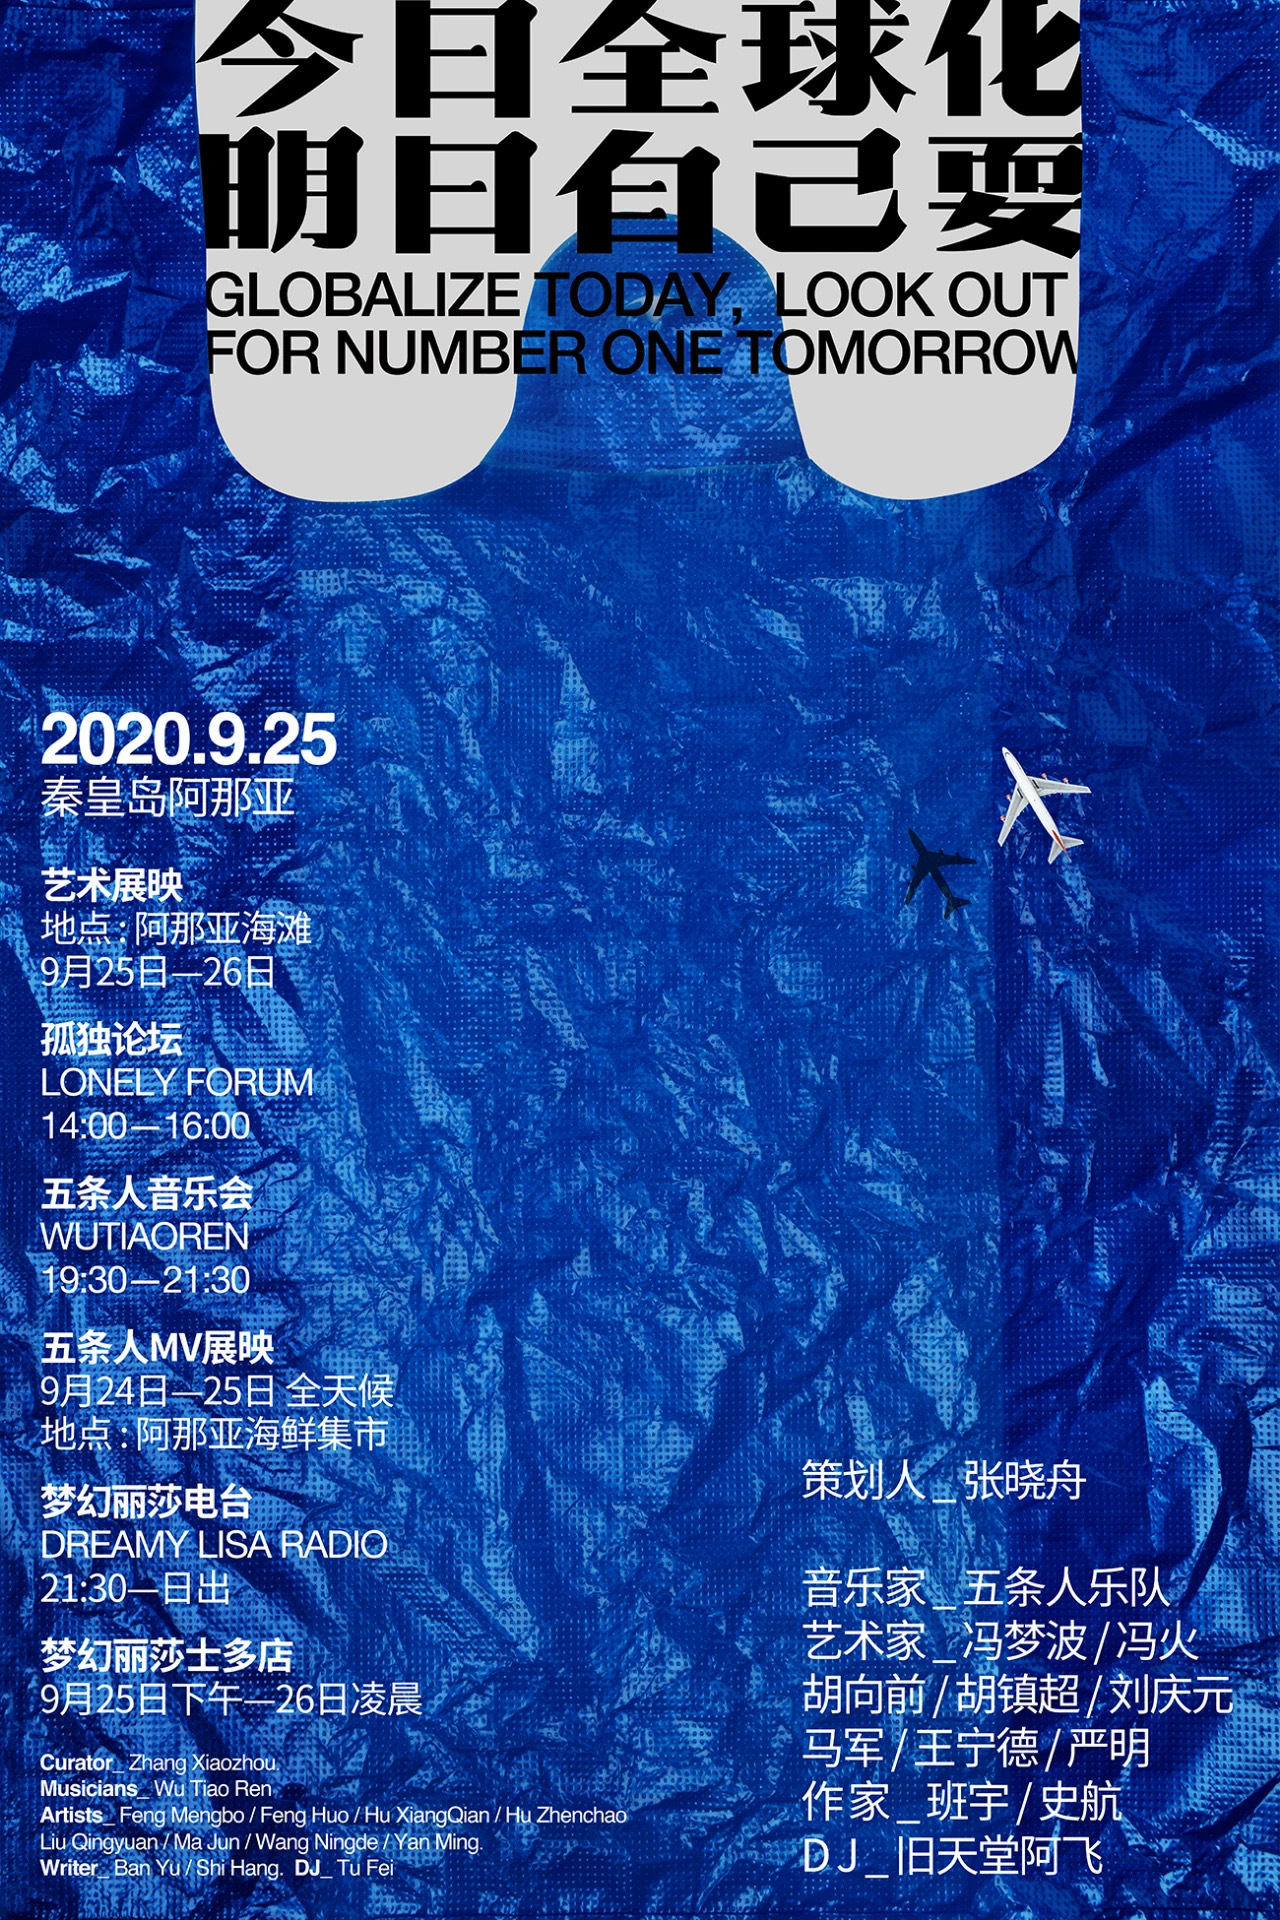 今日全球化
明日自己耍
GLOBALIZE TODAY, LOOK OUT
FOR NUMBER ONE TOMORROW
2020.9.25
秦皇岛阿那亚
艺术展映
地点:阿那亚海滩
9月25日—26日
孤独论坛
LONELY FORUM
14:00—16:00
五条人音乐会
WUTIAOREN
19:30—21:30
五条人MV展映
9月24日—25日 全天候
地点:阿那亚海鲜集市
梦幻丽莎电台
DREAMY LISA RADIO
21:30—日出
梦幻丽莎士多店
9月25日下午—26日凌晨
Curator_ Zhang Xiaozhou.
Musicians_ Wu Tiao Ren
Artists_ Feng Mengbo / Feng Huo / Hu XiangQian / Hu Zhenchao
Liu Qingyuan / Ma Jun / Wang Ningde / Yan Ming.
Writer_ Ban Yu / Shi Hang. DJ_ Tu Fei
策划人_张晓舟
音乐家_五条人乐队
艺术家_冯梦波/冯火
胡向前/胡镇超/刘庆元
马军/王宁德/严明
作家_班宇/史航
DJ_旧天堂阿飞